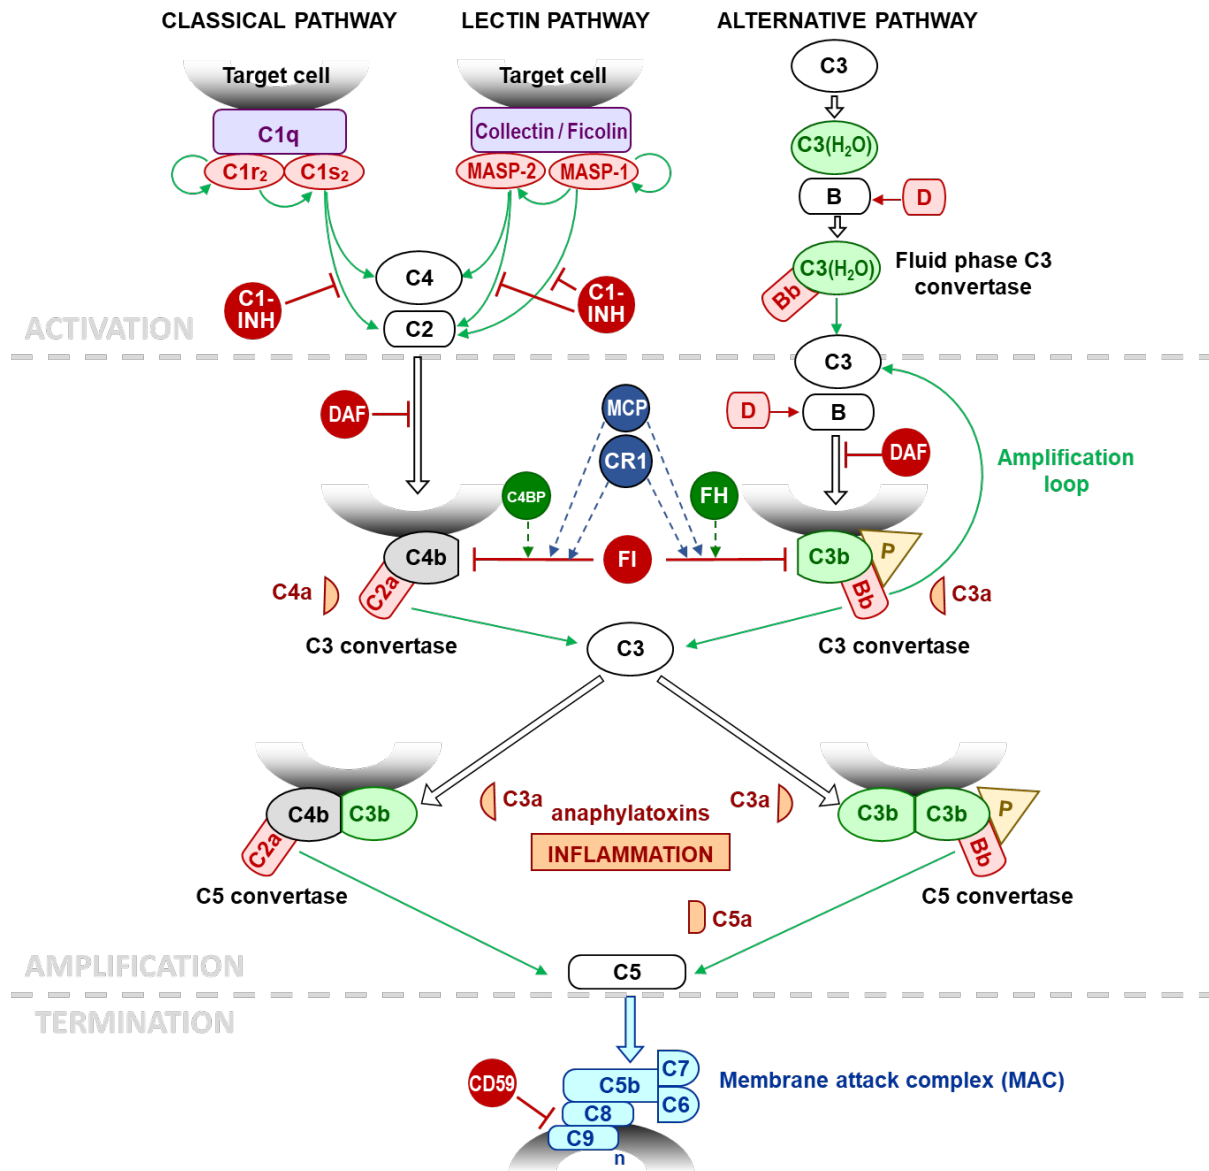 CLASSICAL PATHWAY
LECTIN PATHWAY
ALTERNATIVE PATHWAY
Target cell
Target cell
C3
C1q
Collectin / Ficolin
C3(H₂O)
C1r₂
C1s₂
MASP-2
MASP-1
B
D
C4
C3(H₂O)
Bb
Fluid phase C3
convertase
C1-
INH
C1-
INH
C2
ACTIVATION
C3
DAF
MCP
D
B
CR1
DAF
Amplification
loop
C4BP
FH
C4b
FI
C3b
P
C4a
C2a
Bb
C3a
C3 convertase
C3
C3 convertase
C3a
C3a
C4b
C3b
anaphylatoxins
C3b
C3b
P
C2a
INFLAMMATION
Bb
C5 convertase
C5 convertase
C5a
AMPLIFICATION
C5
TERMINATION
C7
CD59
C5b
Membrane attack complex (MAC)
C6
C8
C9
n